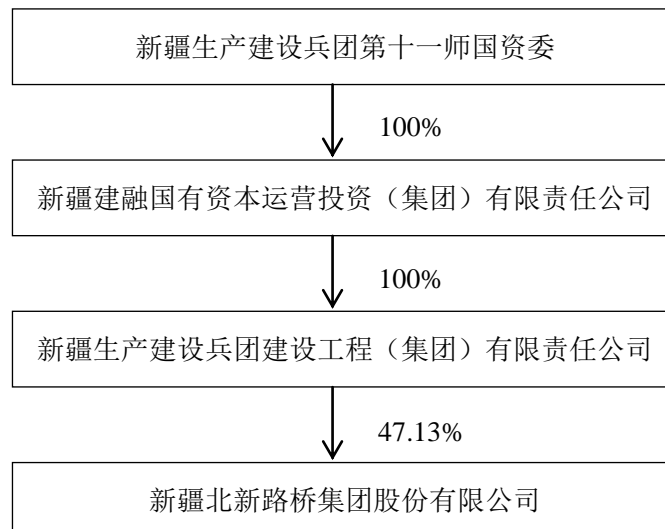 新疆生产建设兵团第十一师国资委
100%
新疆建融国有资本运营投资（集团）有限责任公司
100%
新疆生产建设兵团建设工程（集团）有限责任公司
47.13%
新疆北新路桥集团股份有限公司